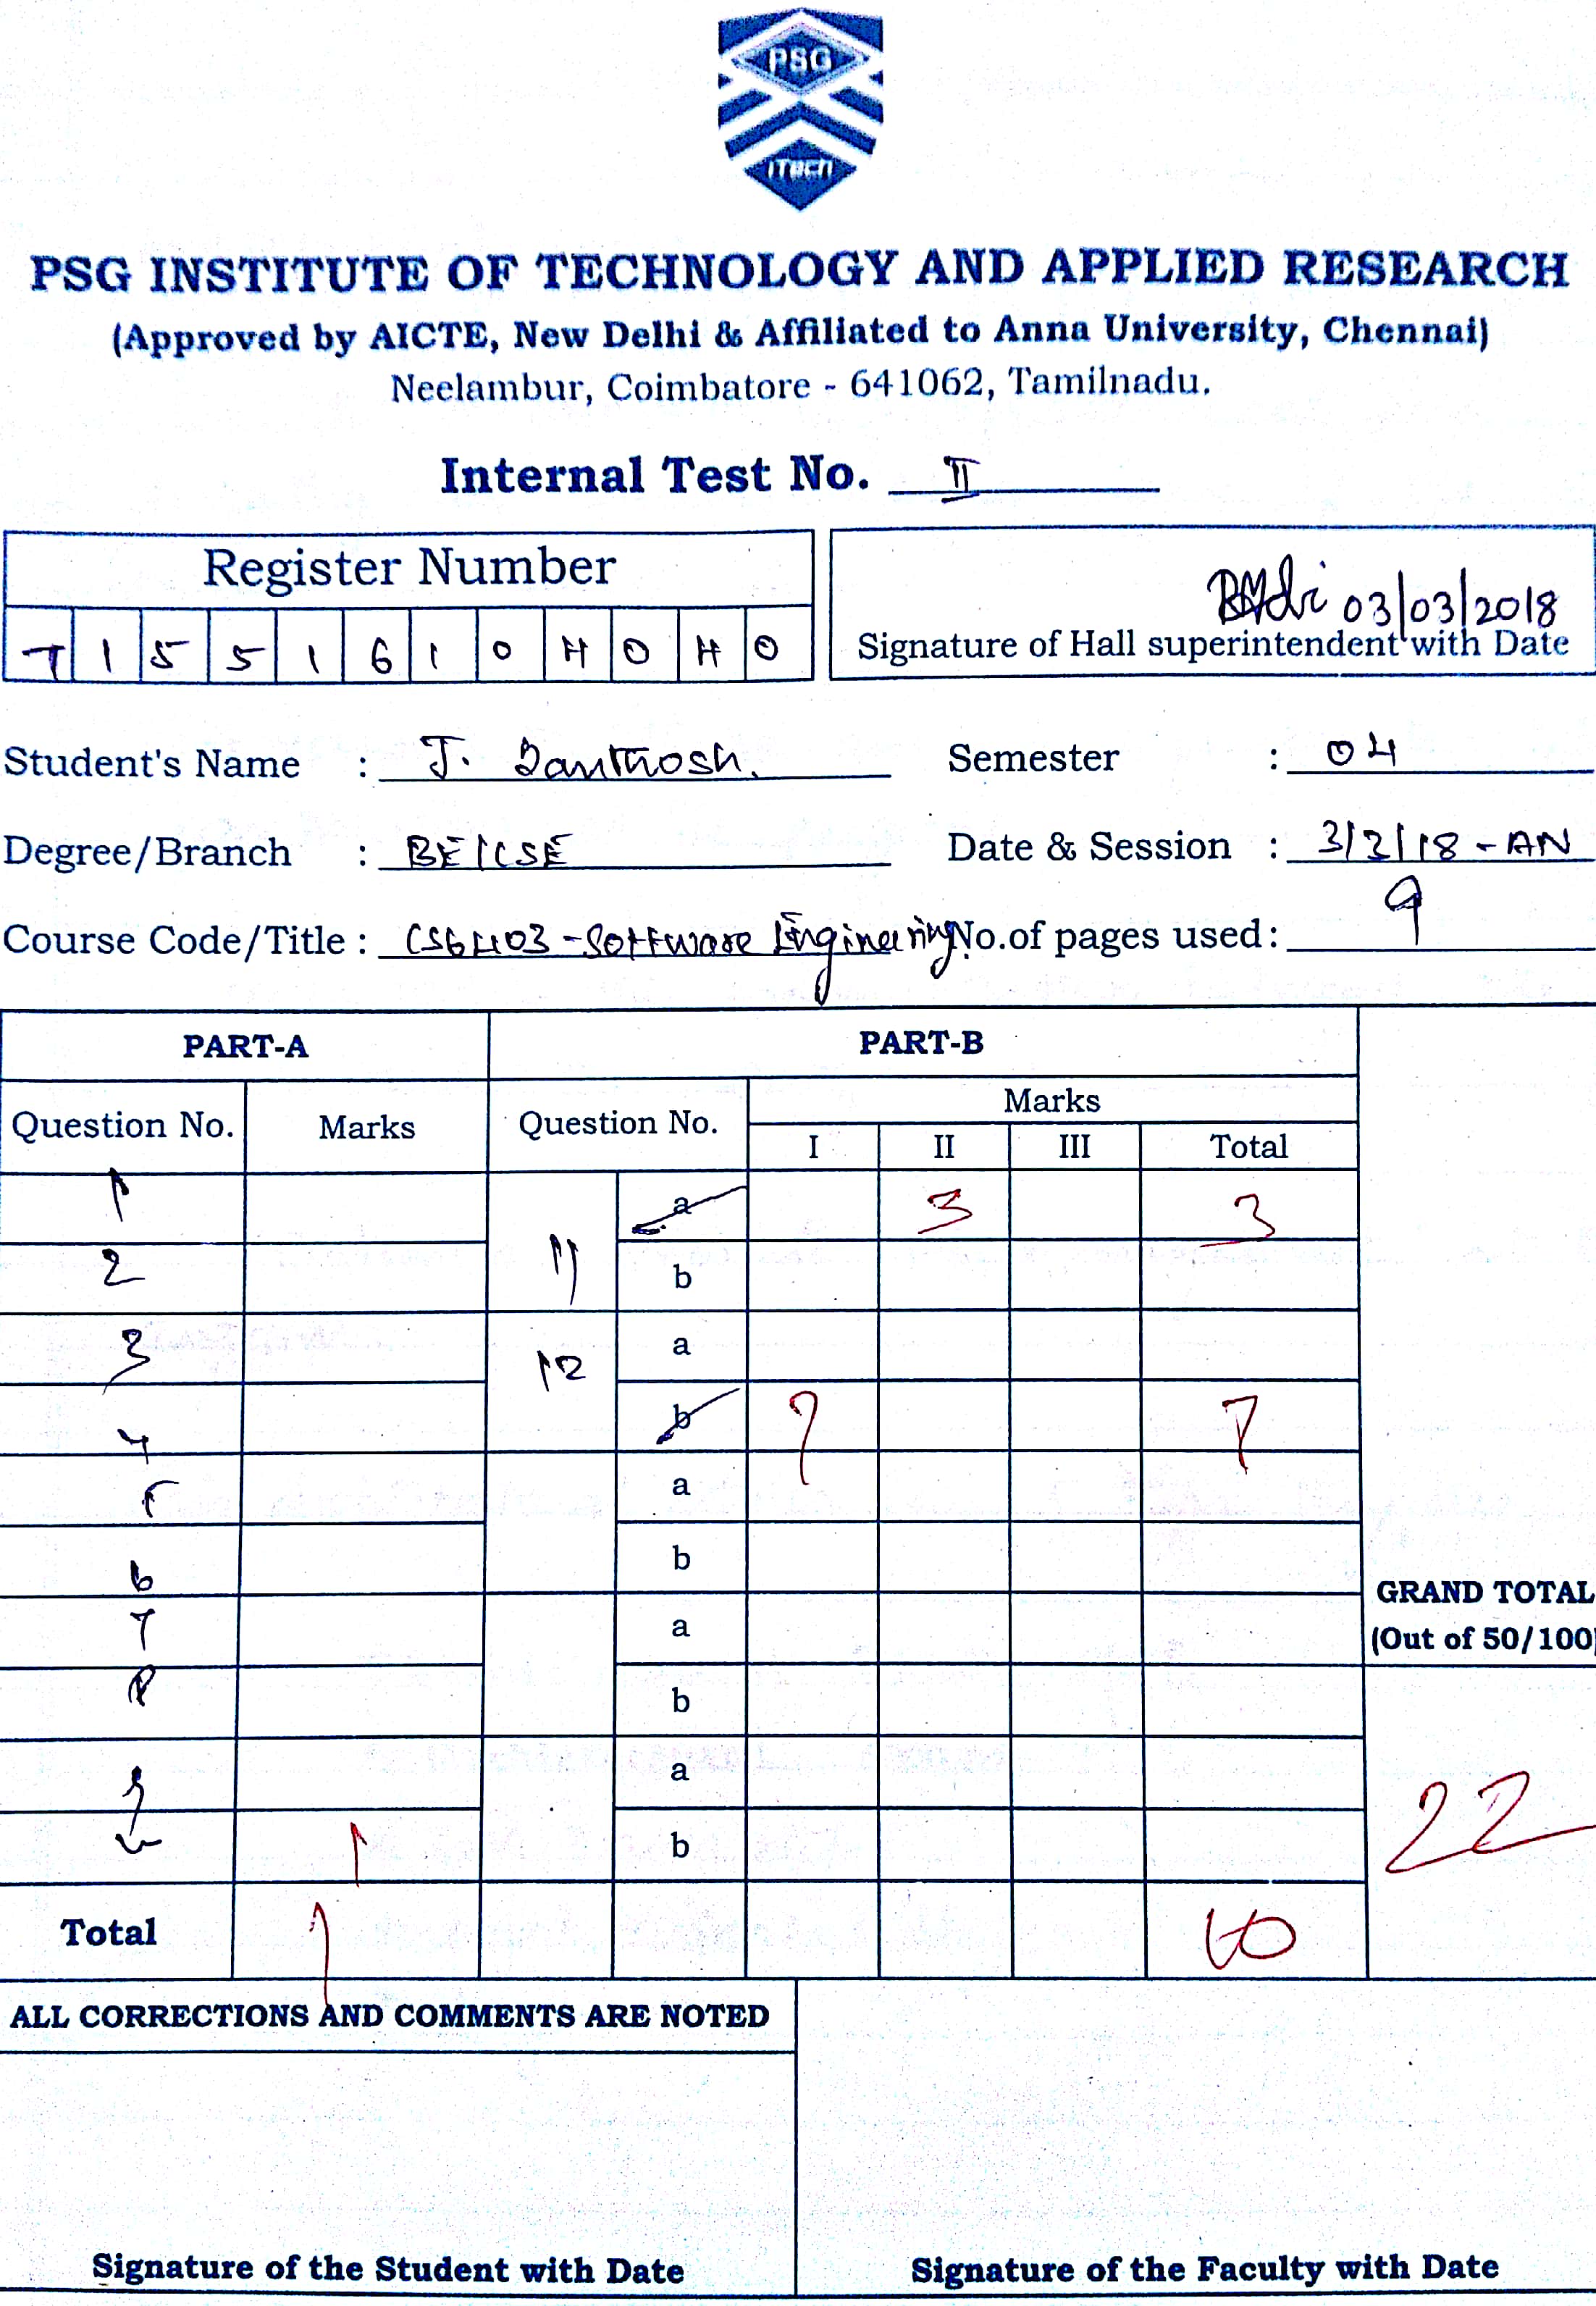 PSG
iTech
PSG INSTITUTE OF TECHNOLOGY AND APPLIED RESEARCH
(Approved by AICTE, New Delhi & Affiliated to Anna University, Chennai)
Neelambur, Coimbatore - 641062, Tamilnadu.
Internal Test No. II
Register Number
7 1 5 5 1 6 1 0 4 0 4 0
03/03/2018
Signature of Hall superintendent with Date
Student's Name : J. Santhosh. Semester : 04
Degree/Branch : BE/CSE Date & Session : 3/3/18 - AN
Course Code/Title : CS6403 - Software Engineering No.of pages used: 9
PART-A PART-B
Question No. Marks Question No. Marks
I II III Total
1 11 a 3 3
2 b
3 12 a
4 b 7 7
5 a
6 b
7 a
8 b
9 a
b
GRAND TOTAL
(Out of 50/100)
22
Total 10
ALL CORRECTIONS AND COMMENTS ARE NOTED
Signature of the Student with Date Signature of the Faculty with Date